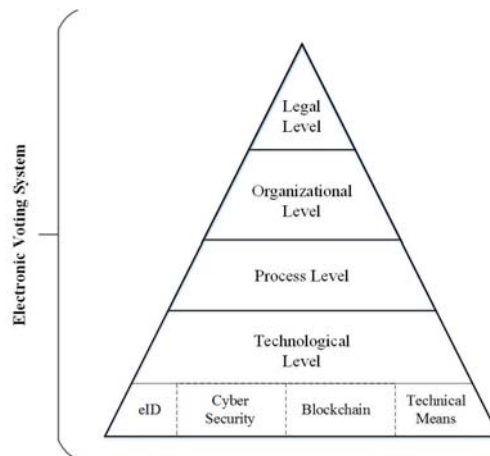 Electronic Voting System
Legal
Level
Organizational
Level
Process Level
Technological
Level
eID
Cyber
Security
Blockchain
Technical
Means